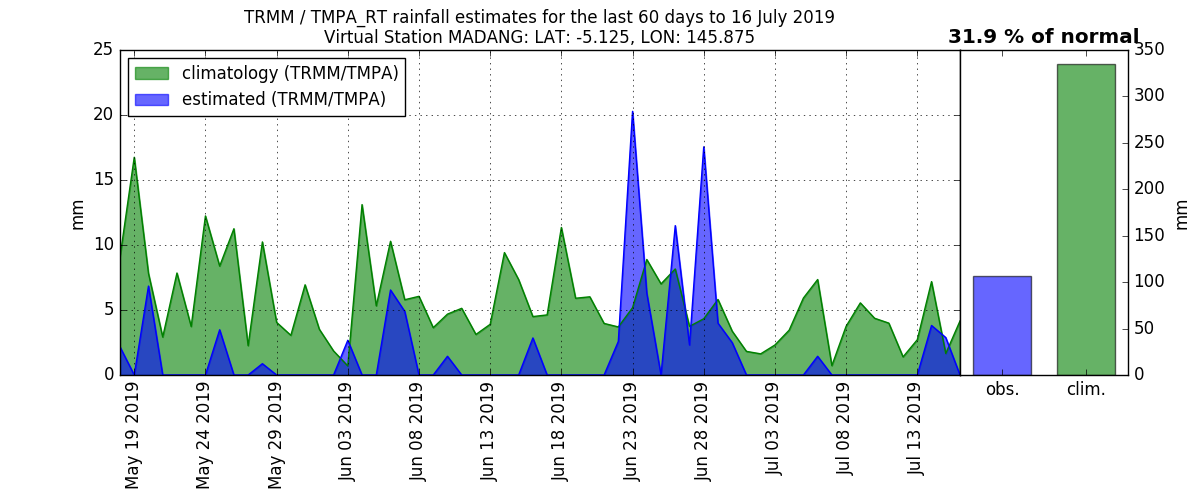 TRMM / TMPA_RT rainfall estimates for the last 60 days to 16 July 2019
Virtual Station MADANG: LAT: -5.125, LON: 145.875
31.9 % of normal
climatology (TRMM/TMPA)
estimated (TRMM/TMPA)
25
20
15
10
5
0
mm
May 19 2019
May 24 2019
May 29 2019
Jun 03 2019
Jun 08 2019
Jun 13 2019
Jun 18 2019
Jun 23 2019
Jun 28 2019
Jul 03 2019
Jul 08 2019
Jul 13 2019
350
300
250
200
150
100
50
0
mm
obs.
clim.